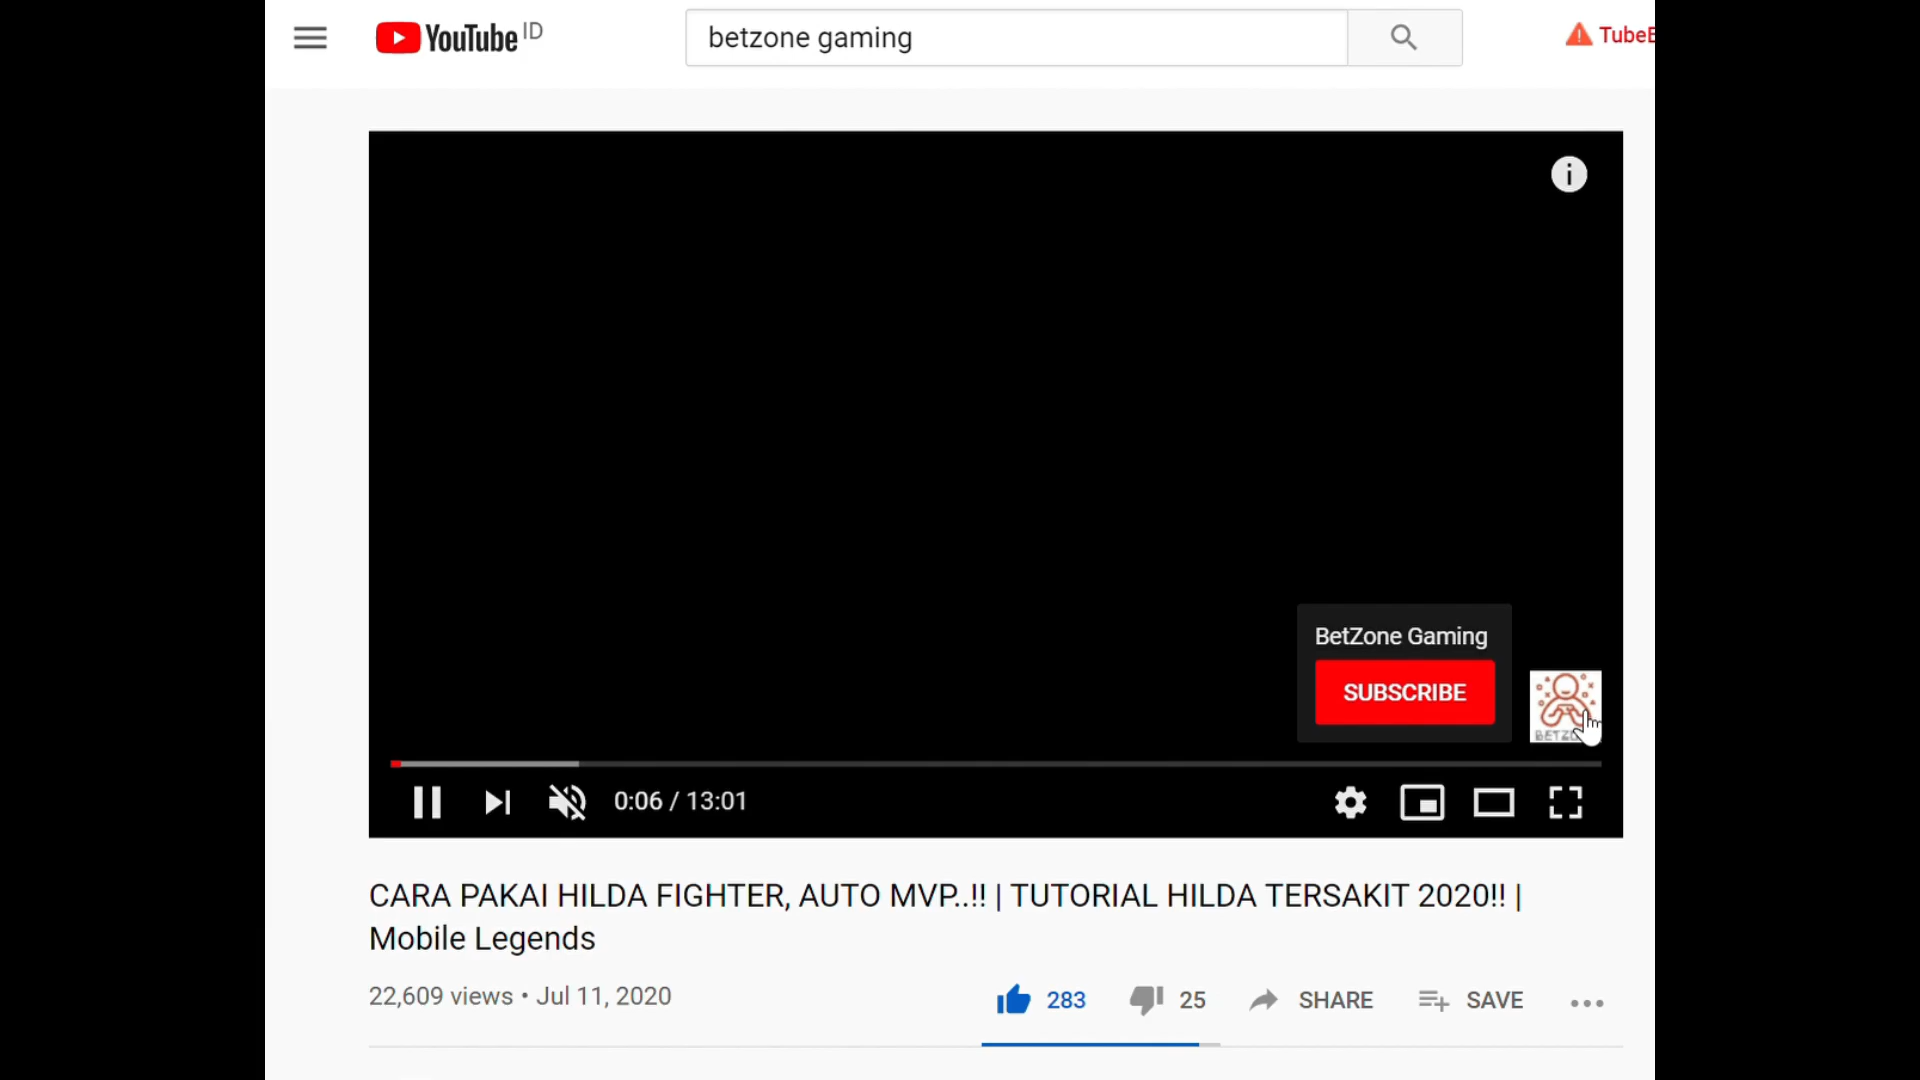 YouTube ID
betzone gaming
BetZone Gaming
SUBSCRIBE
0:06 / 13:01
CARA PAKAI HILDA FIGHTER, AUTO MVP..!! | TUTORIAL HILDA TERSAKIT 2020!! |
Mobile Legends
22,609 views • Jul 11, 2020
283
25
SHARE
SAVE